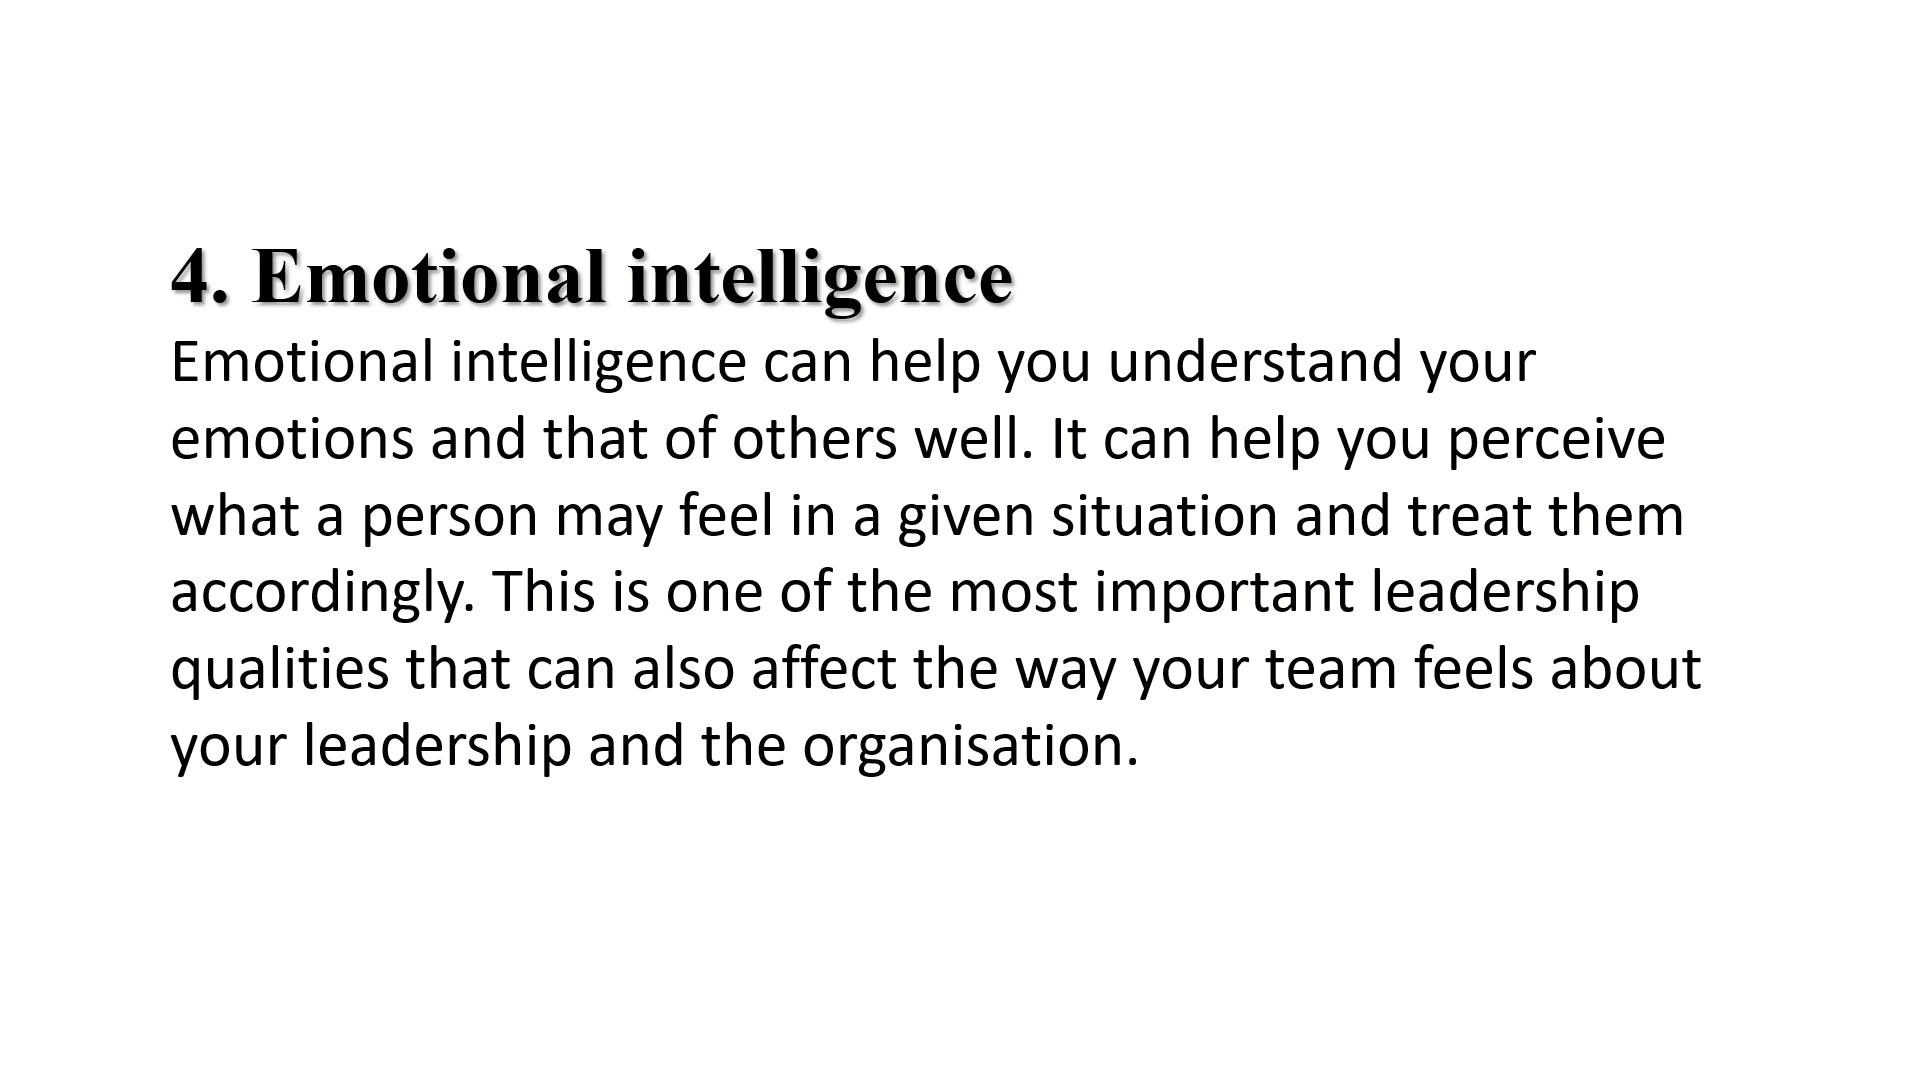 4. Emotional intelligence
Emotional intelligence can help you understand your
emotions and that of others well. It can help you perceive
what a person may feel in a given situation and treat them
accordingly. This is one of the most important leadership
qualities that can also affect the way your team feels about
your leadership and the organisation.